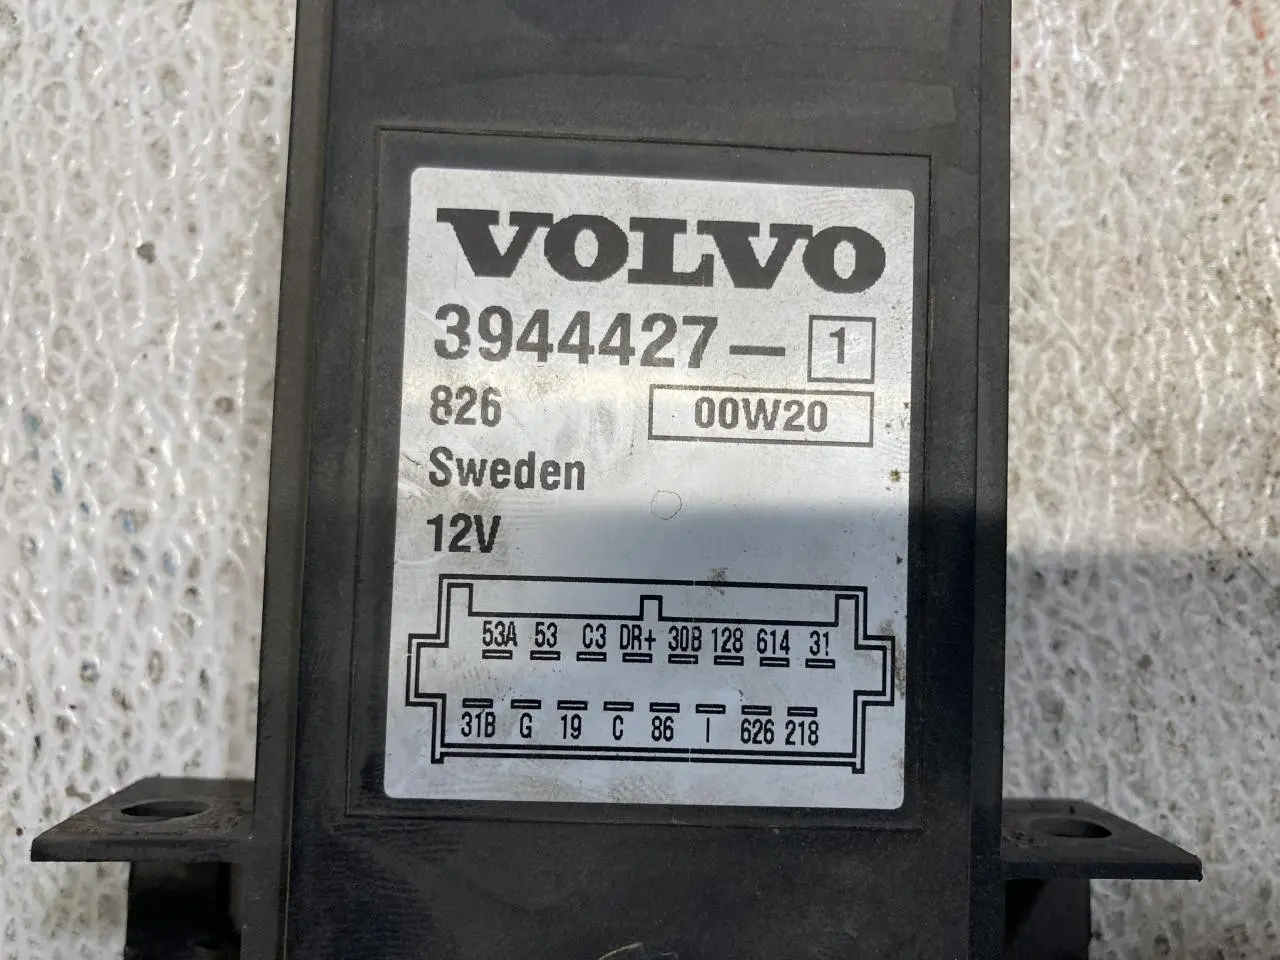 VOLVO
3944427— 1
826 00W20
Sweden
12V
53A 53 C3 DR+ 30B 128 614 31
31B G 19 C 86 I 626 218